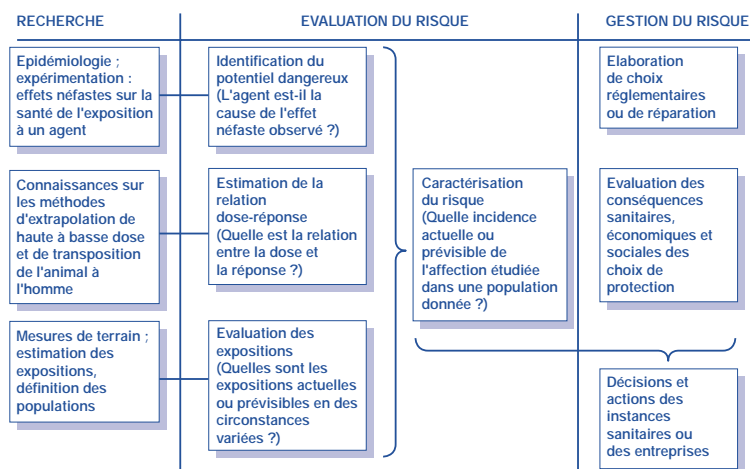 RECHERCHE
EVALUATION DU RISQUE
GESTION DU RISQUE
Epidémiologie ;
expérimentation :
effets néfastes sur la
santé de l'exposition
à un agent
Identification du
potentiel dangereux
(L'agent est-il la
cause de l'effet
néfaste observé ?)
Elaboration
de choix
réglementaires
ou de réparation
Connaissances sur
les méthodes
d'extrapolation de
haute à basse dose
et de transposition
de l'animal à
l'homme
Estimation de la
relation
dose-réponse
(Quelle est la relation
entre la dose et
la réponse ?)
Caractérisation
du risque
(Quelle incidence
actuelle ou
prévisible de
l'affection étudiée
dans une population
donnée ?)
Evaluation des
conséquences
sanitaires,
économiques et
sociales des
choix de
protection
Mesures de terrain ;
estimation des
expositions,
définition des
populations
Evaluation des
expositions
(Quelles sont les
expositions actuelles
ou prévisibles en des
circonstances
variées ?)
Décisions et
actions des
instances
sanitaires ou
des entreprises